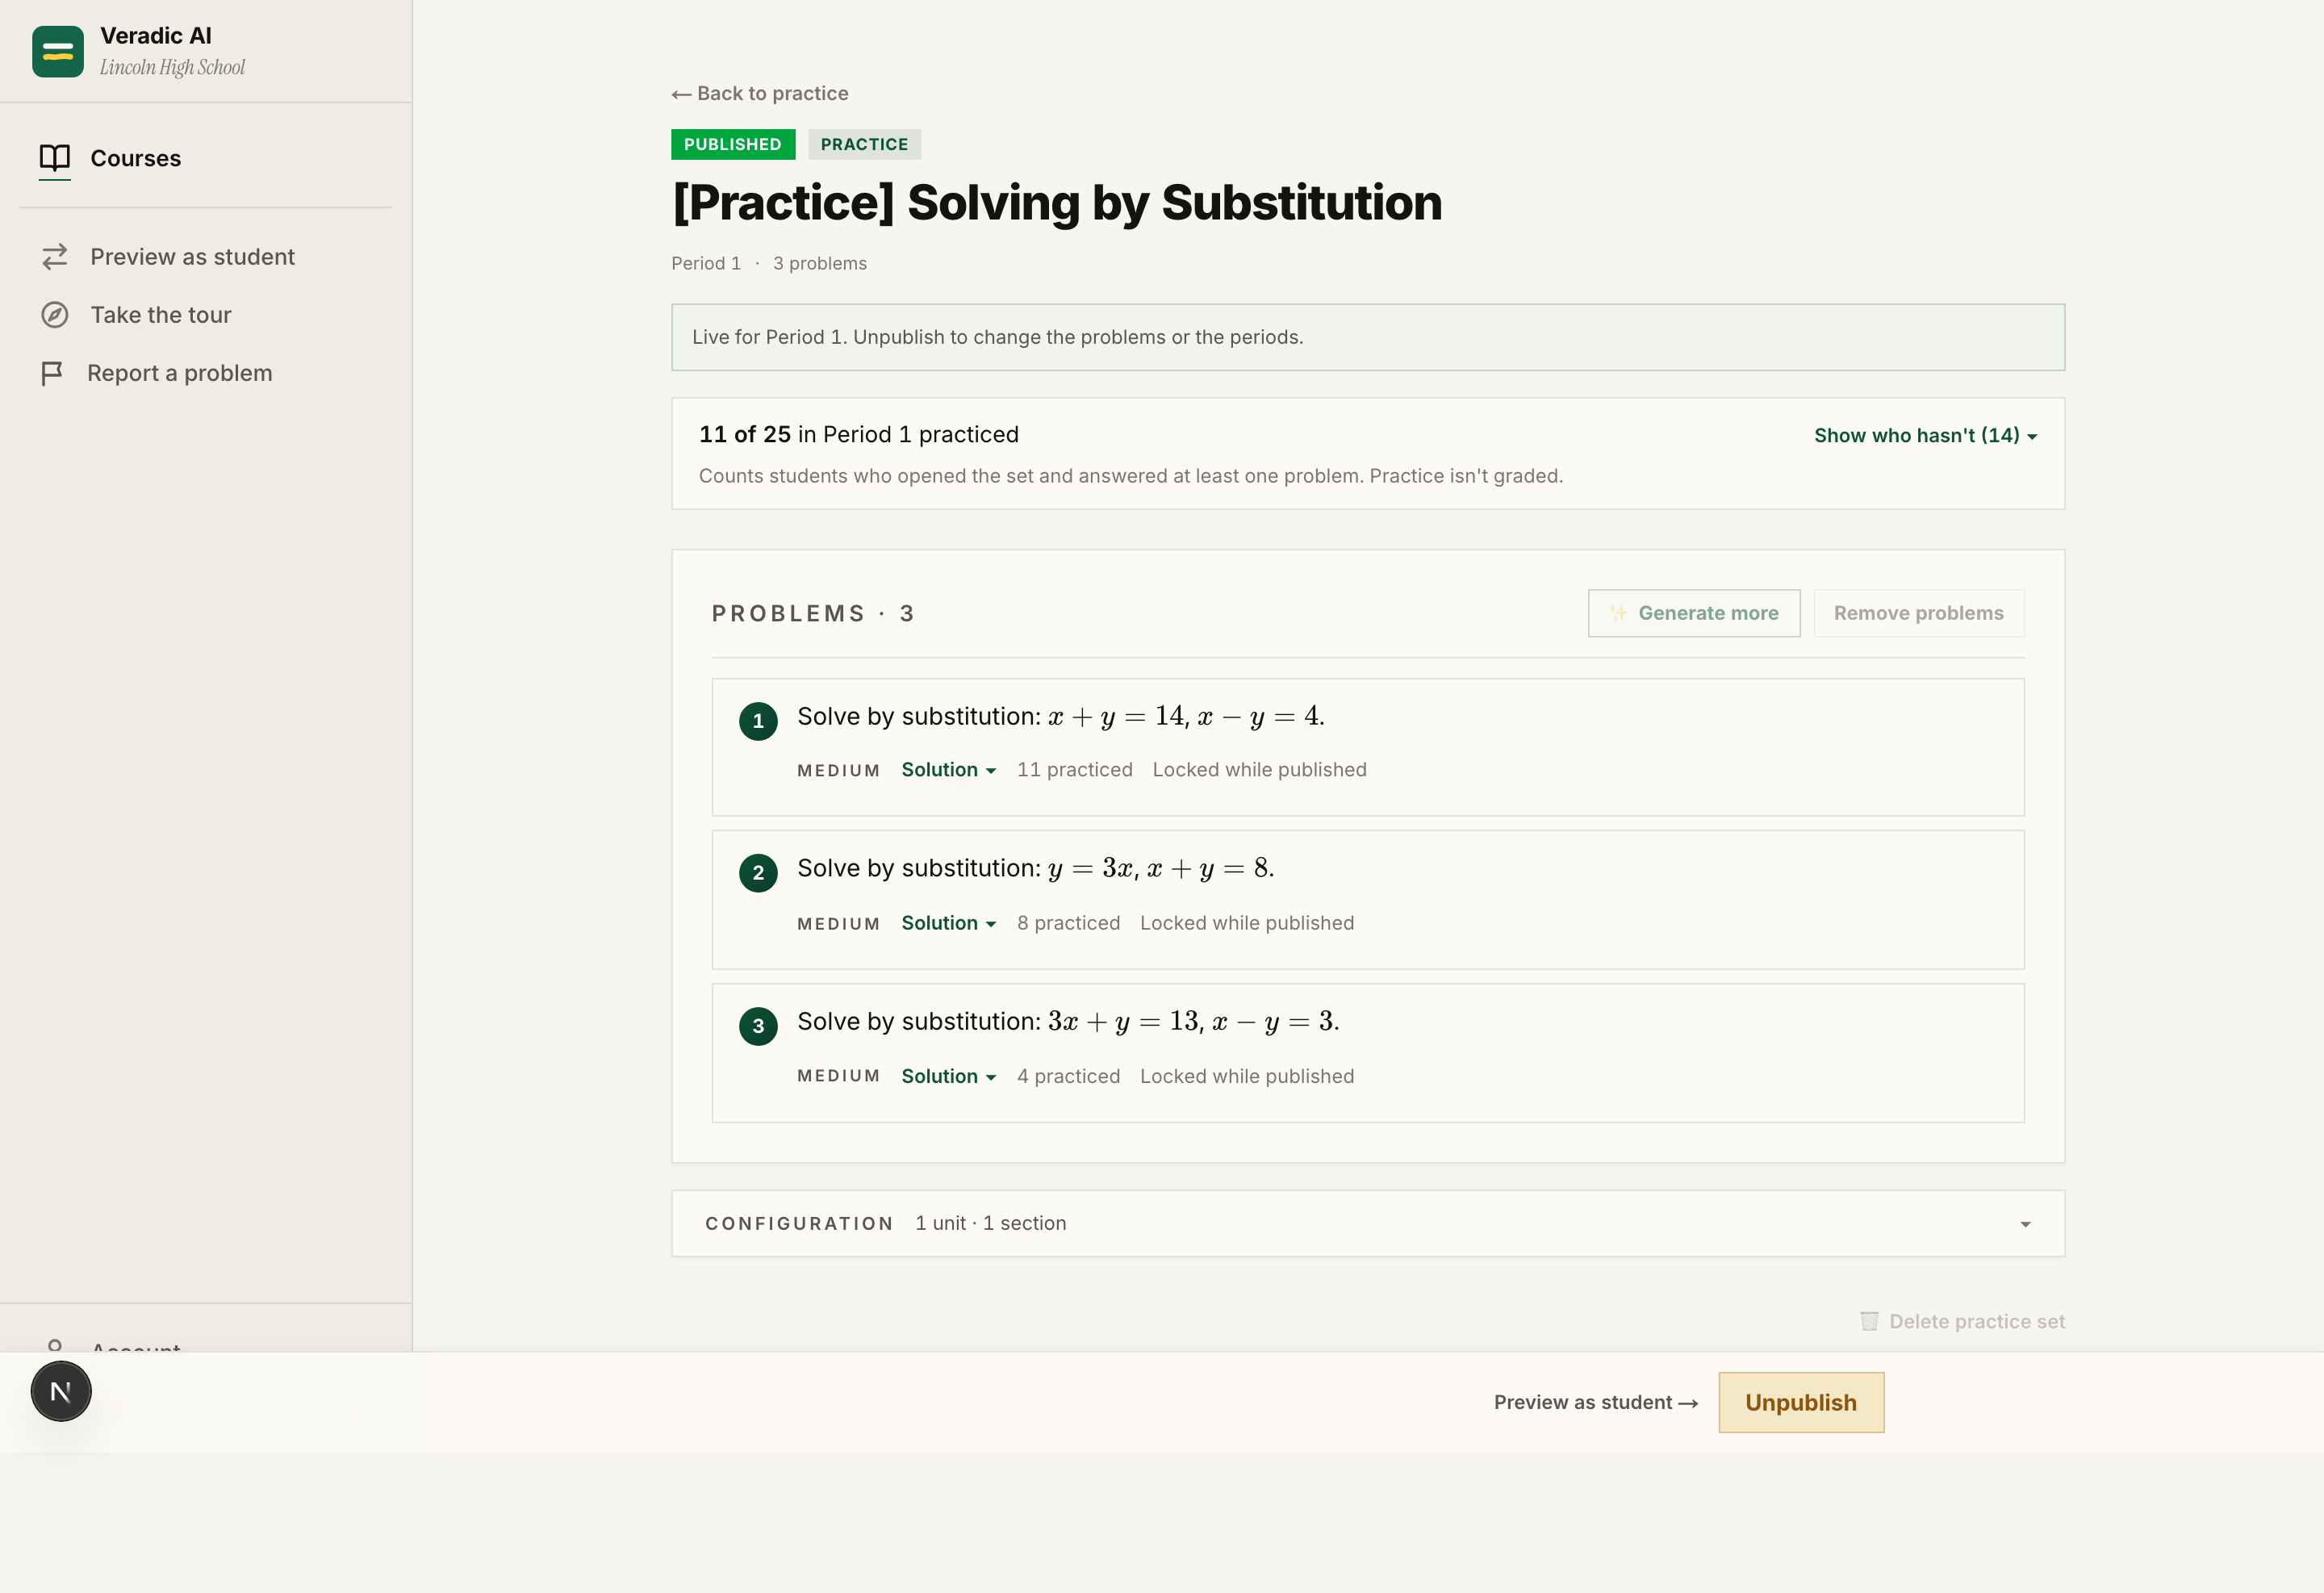 Veradic AI
Lincoln High School
Courses
Preview as student
Take the tour
Report a problem
Account
← Back to practice
PUBLISHED PRACTICE
[Practice] Solving by Substitution
Period 1 · 3 problems
Live for Period 1. Unpublish to change the problems or the periods.
11 of 25 in Period 1 practiced Show who hasn't (14)
Counts students who opened the set and answered at least one problem. Practice isn't graded.
PROBLEMS · 3 ✨ Generate more Remove problems
1 Solve by substitution: x + y = 14, x − y = 4.
MEDIUM Solution 11 practiced Locked while published
2 Solve by substitution: y = 3x, x + y = 8.
MEDIUM Solution 8 practiced Locked while published
3 Solve by substitution: 3x + y = 13, x − y = 3.
MEDIUM Solution 4 practiced Locked while published
CONFIGURATION 1 unit · 1 section
Delete practice set
N
Preview as student → Unpublish